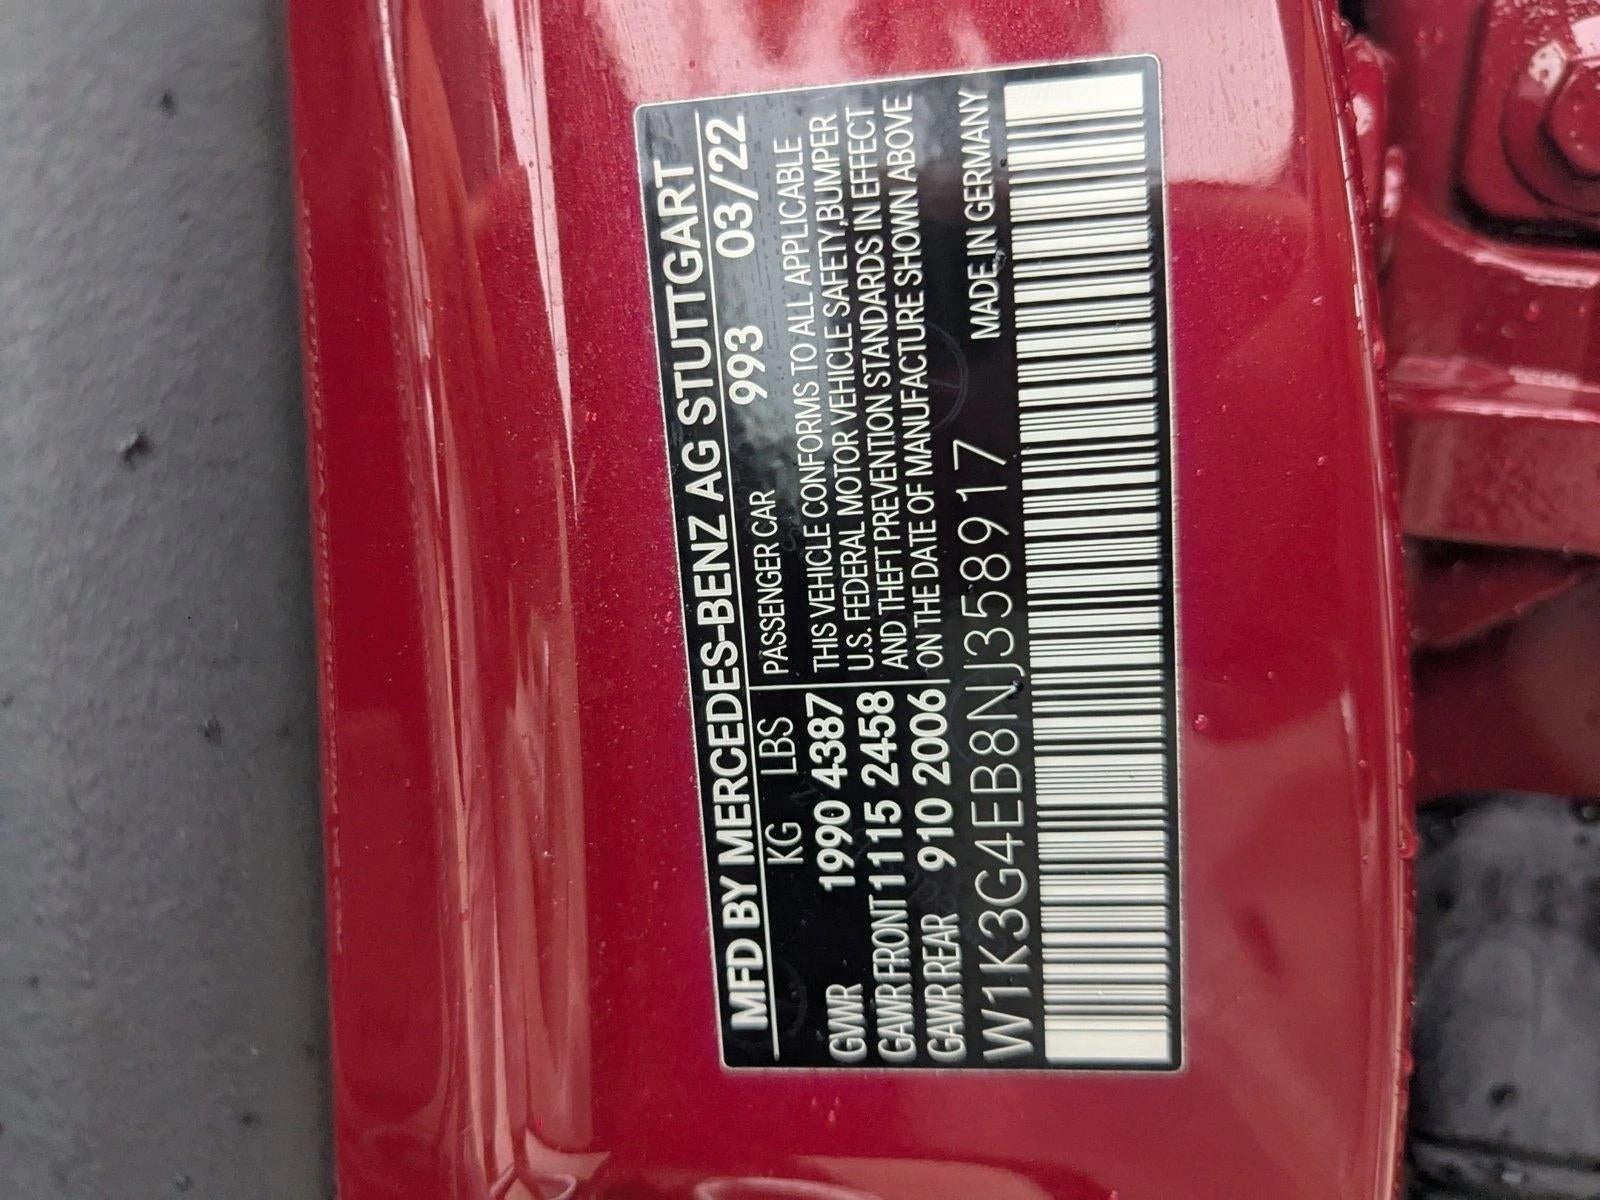 MFD BY MERCEDES-BENZ AG STUTTGART
993 03/22
KG LBS
PASSENGER CAR
GVWR 1990 4387
GAWR FRONT 1115 2458
GAWR REAR 910 2006
THIS VEHICLE CONFORMS TO ALL APPLICABLE
U.S. FEDERAL MOTOR VEHICLE SAFETY,BUMPER
AND THEFT PREVENTION STANDARDS IN EFFECT
ON THE DATE OF MANUFACTURE SHOWN ABOVE
MADE IN GERMANY
W1K3G4EB8NJ358917